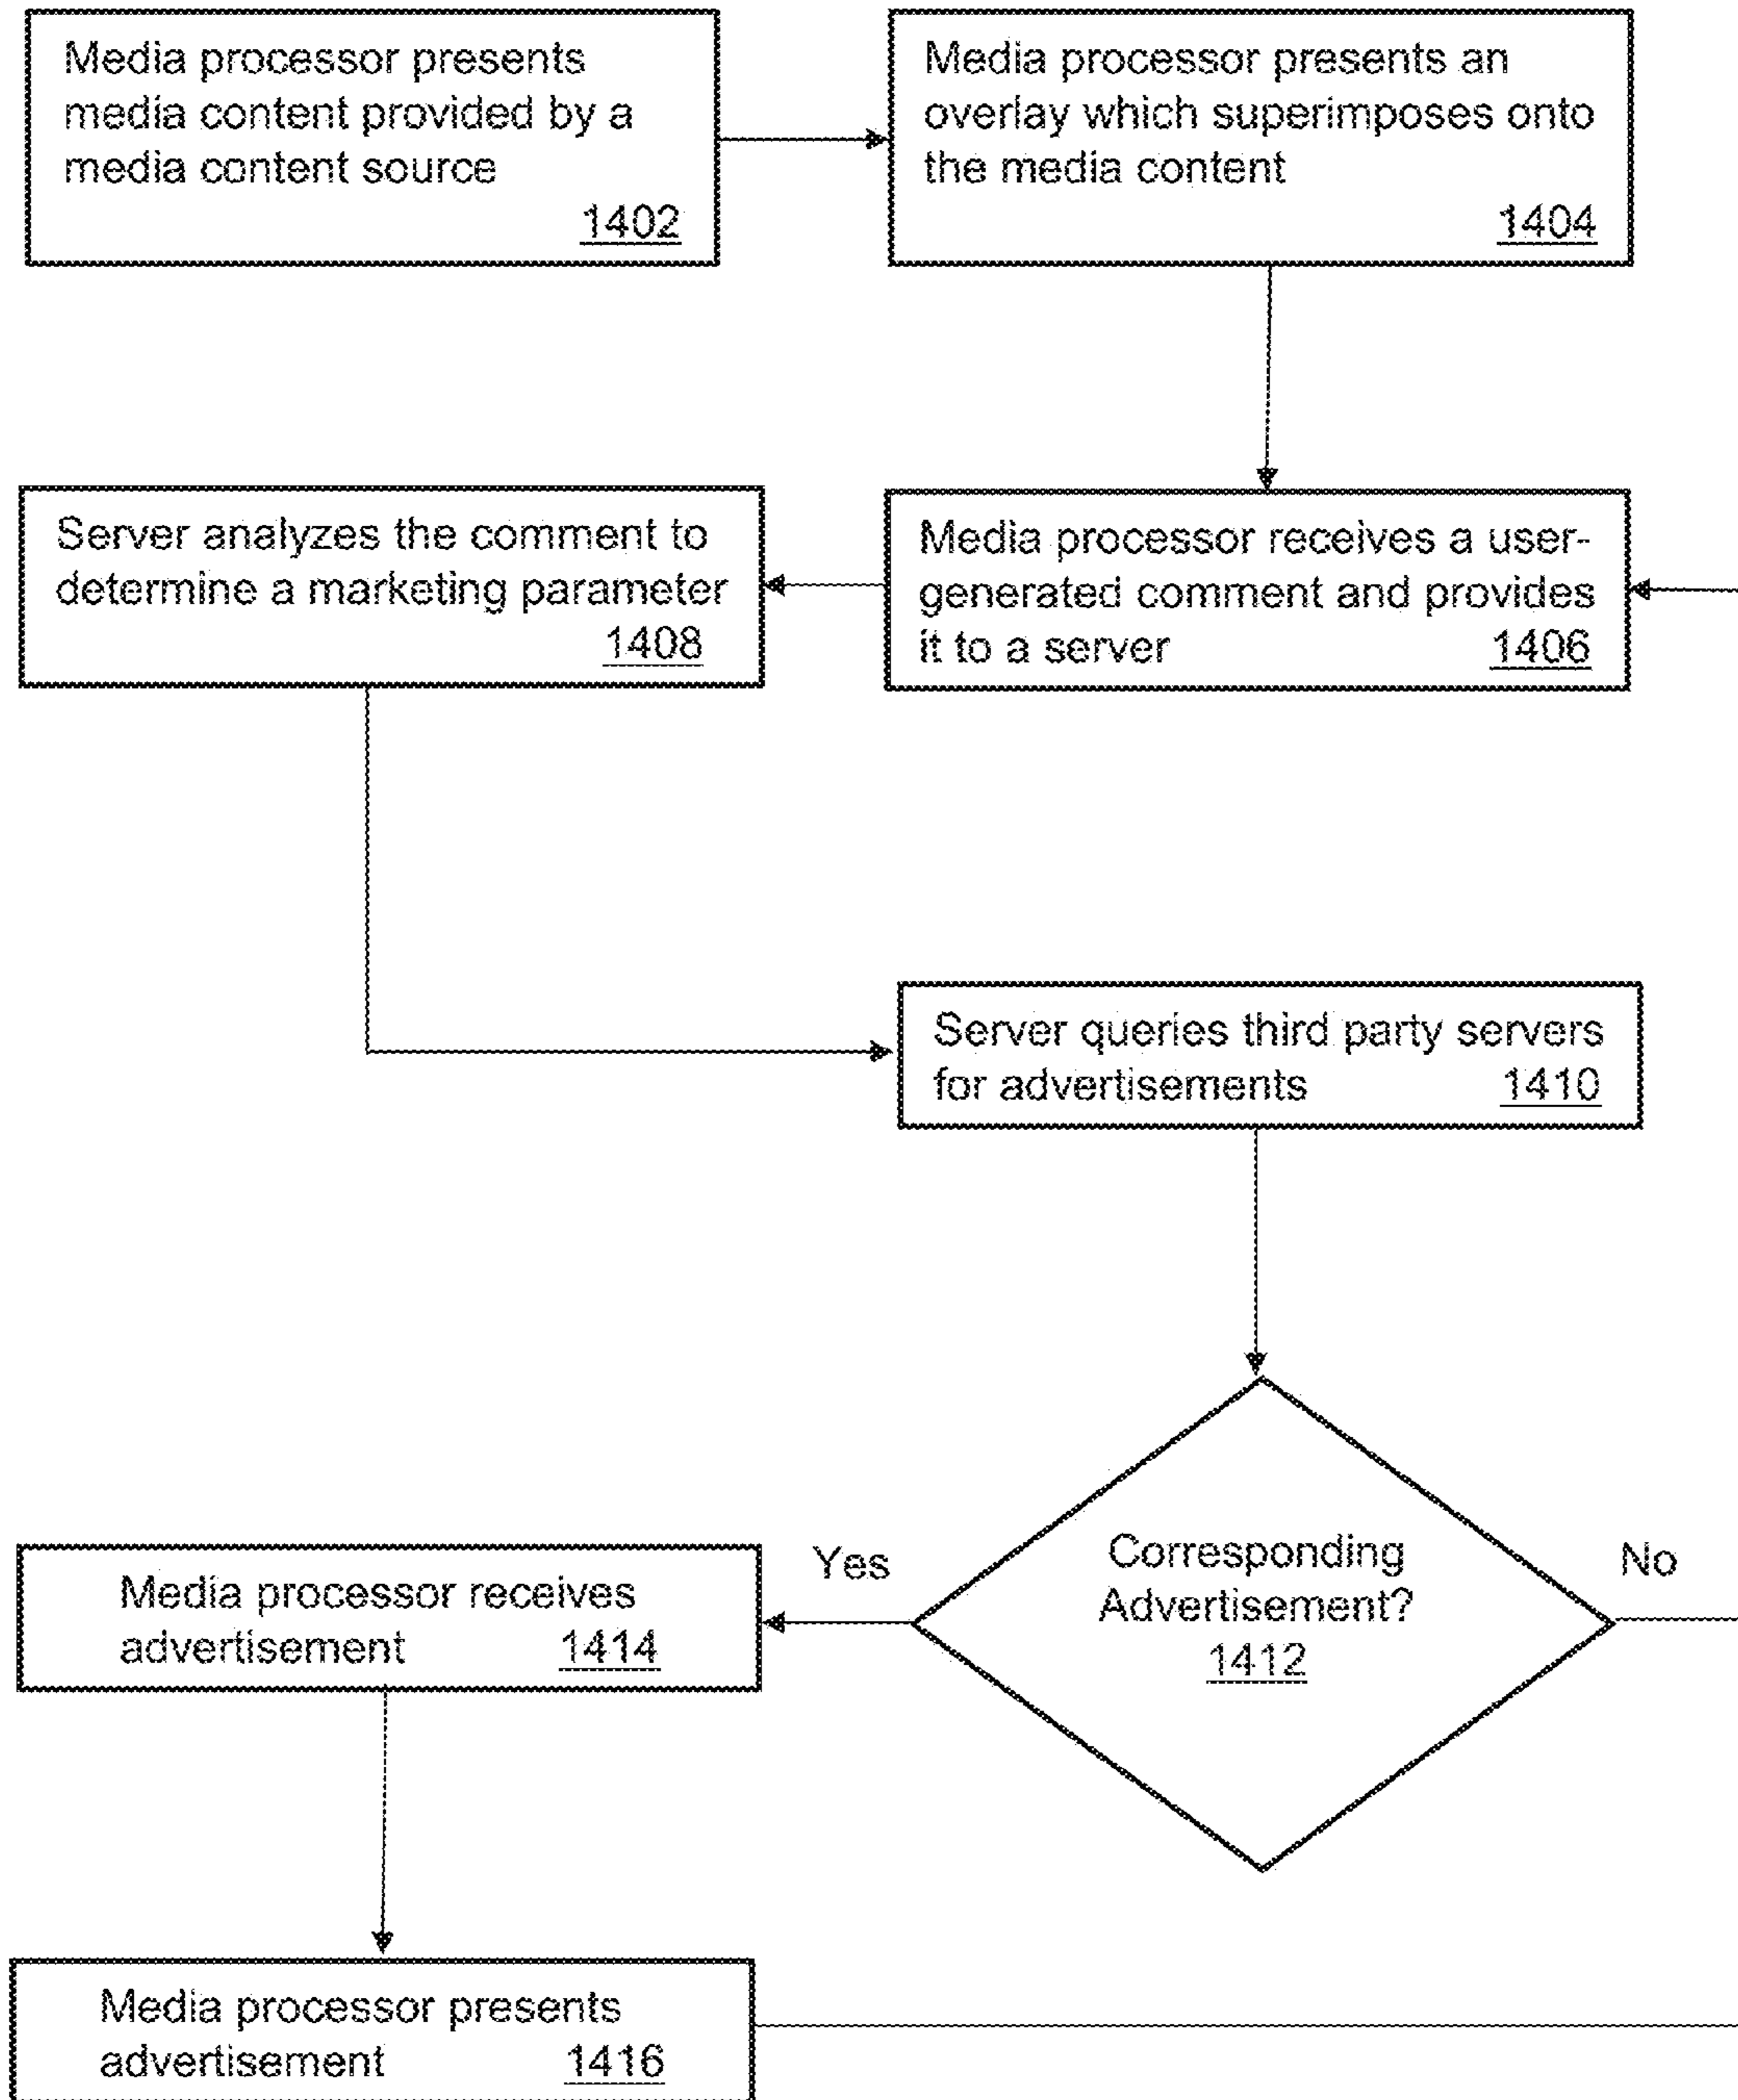 Media processor presents
media content provided by a
media content source
1402
Media processor presents an
overlay which superimposes onto
the media content
1404
Server analyzes the comment to
determine a marketing parameter
1408
Media processor receives a user-
generated comment and provides
it to a server 1406
Server queries third party servers
for advertisements 1410
Corresponding
Advertisement?
1412
Yes
No
Media processor receives
advertisement 1414
Media processor presents
advertisement 1416